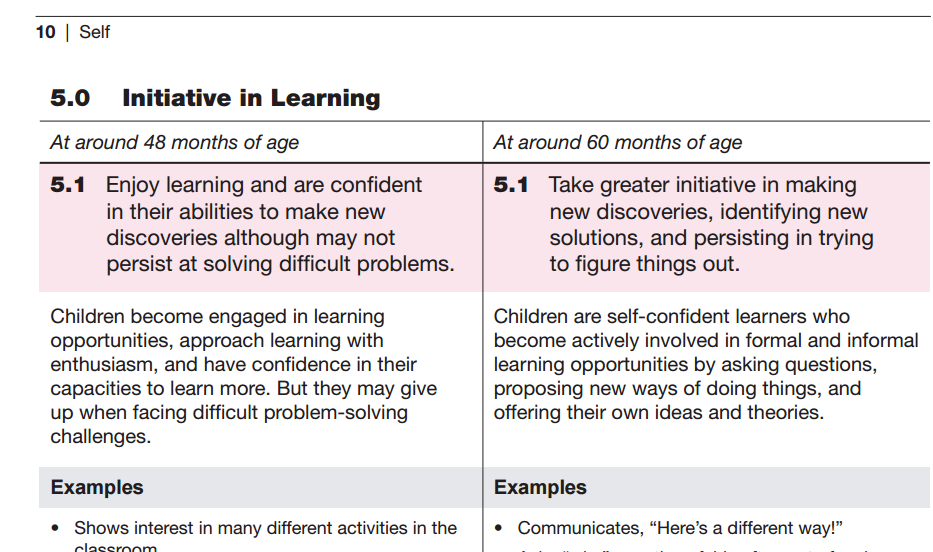 10 | Self
5.0 Initiative in Learning
At around 48 months of age
5.1 Enjoy learning and are confident
in their abilities to make new
discoveries although may not
persist at solving difficult problems.
Children become engaged in learning
opportunities, approach learning with
enthusiasm, and have confidence in their
capacities to learn more. But they may give
up when facing difficult problem-solving
challenges.
Examples
• Shows interest in many different activities in the
classroom
At around 60 months of age
5.1 Take greater initiative in making
new discoveries, identifying new
solutions, and persisting in trying
to figure things out.
Children are self-confident learners who
become actively involved in formal and informal
learning opportunities by asking questions,
proposing new ways of doing things, and
offering their own ideas and theories.
Examples
• Communicates, “Here’s a different way!”